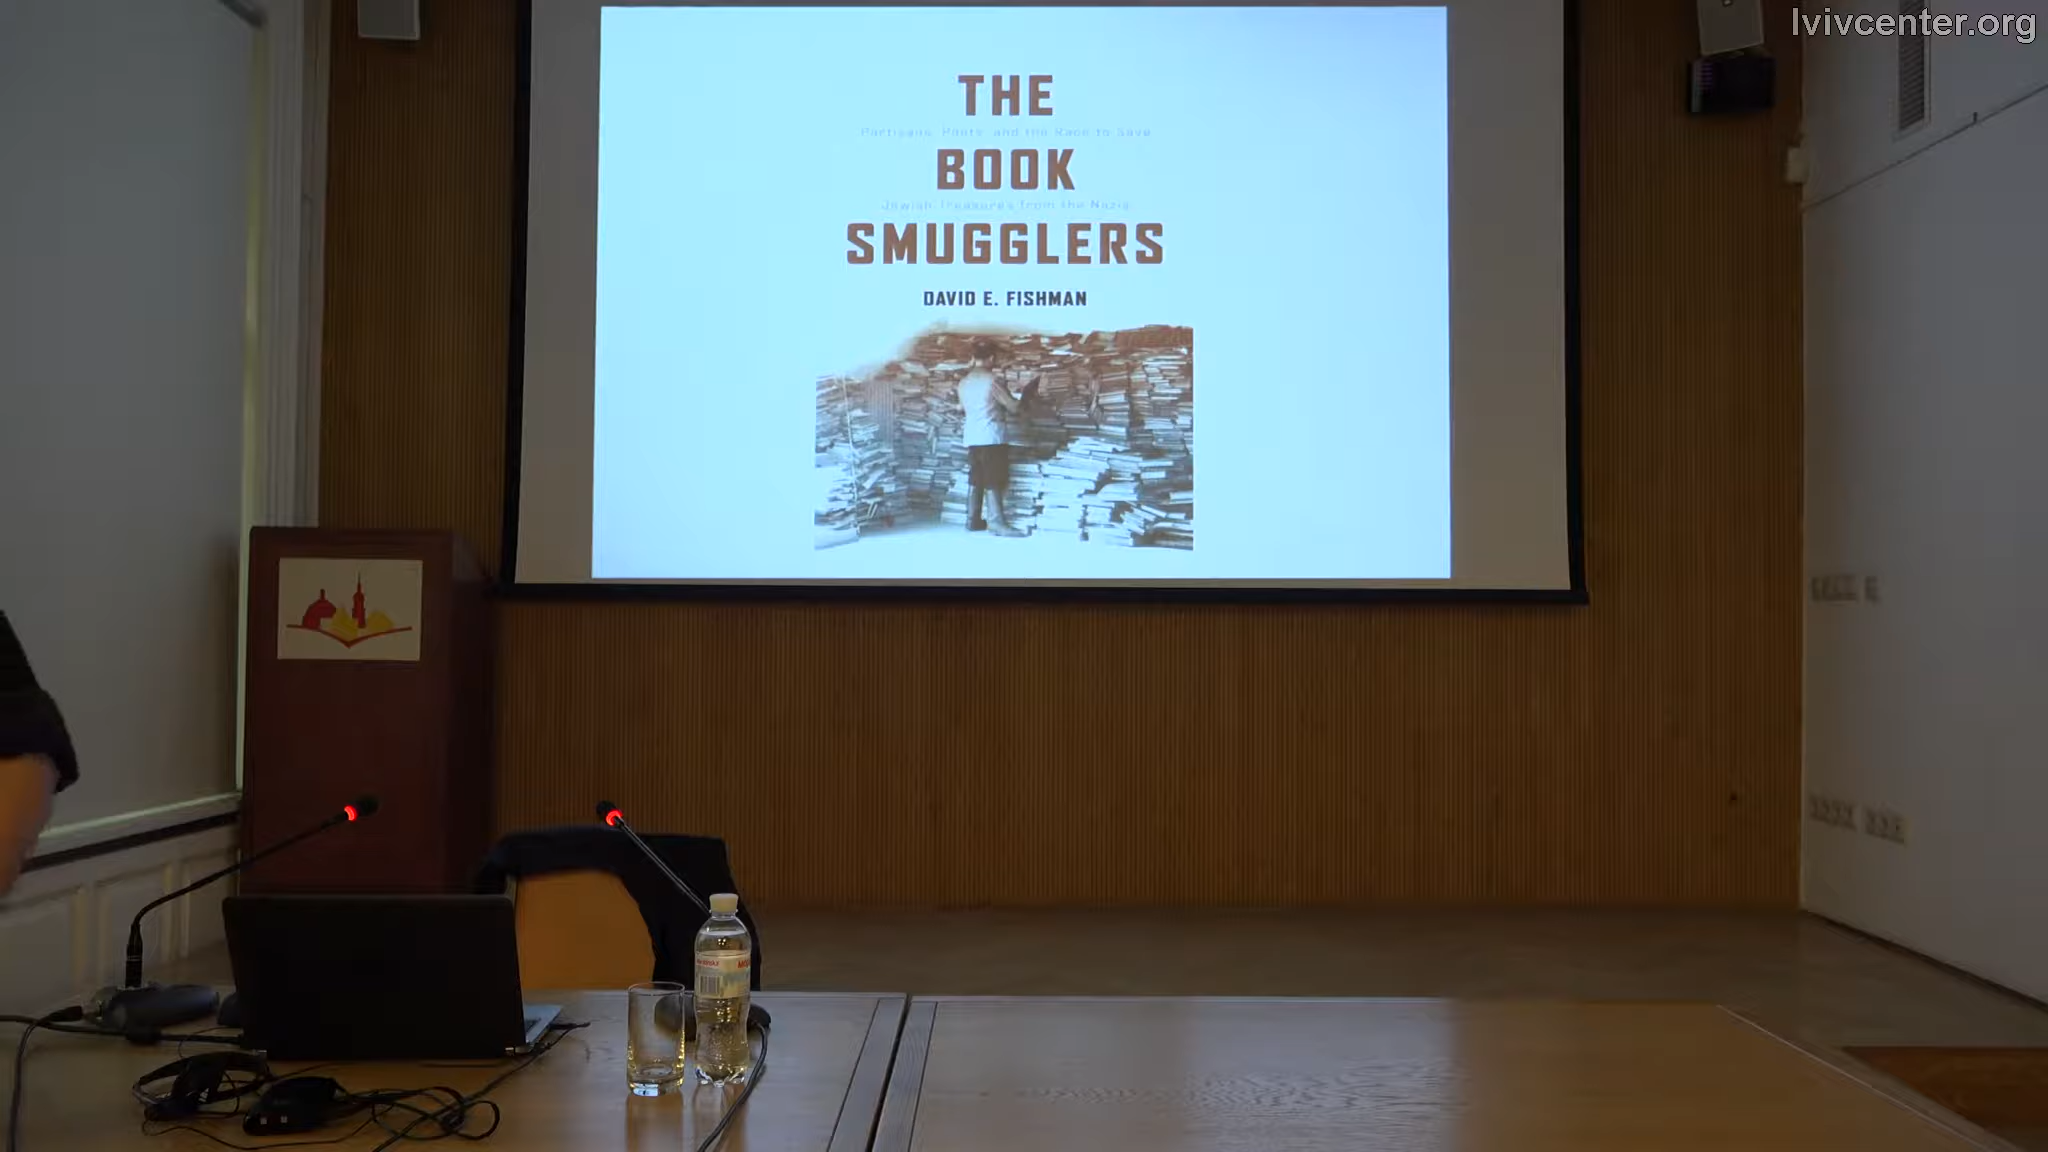 lvivcenter.org
THE
Partisans, Poets, and the Race to Save
BOOK
Jewish Treasures from the Nazis
SMUGGLERS
DAVID E. FISHMAN